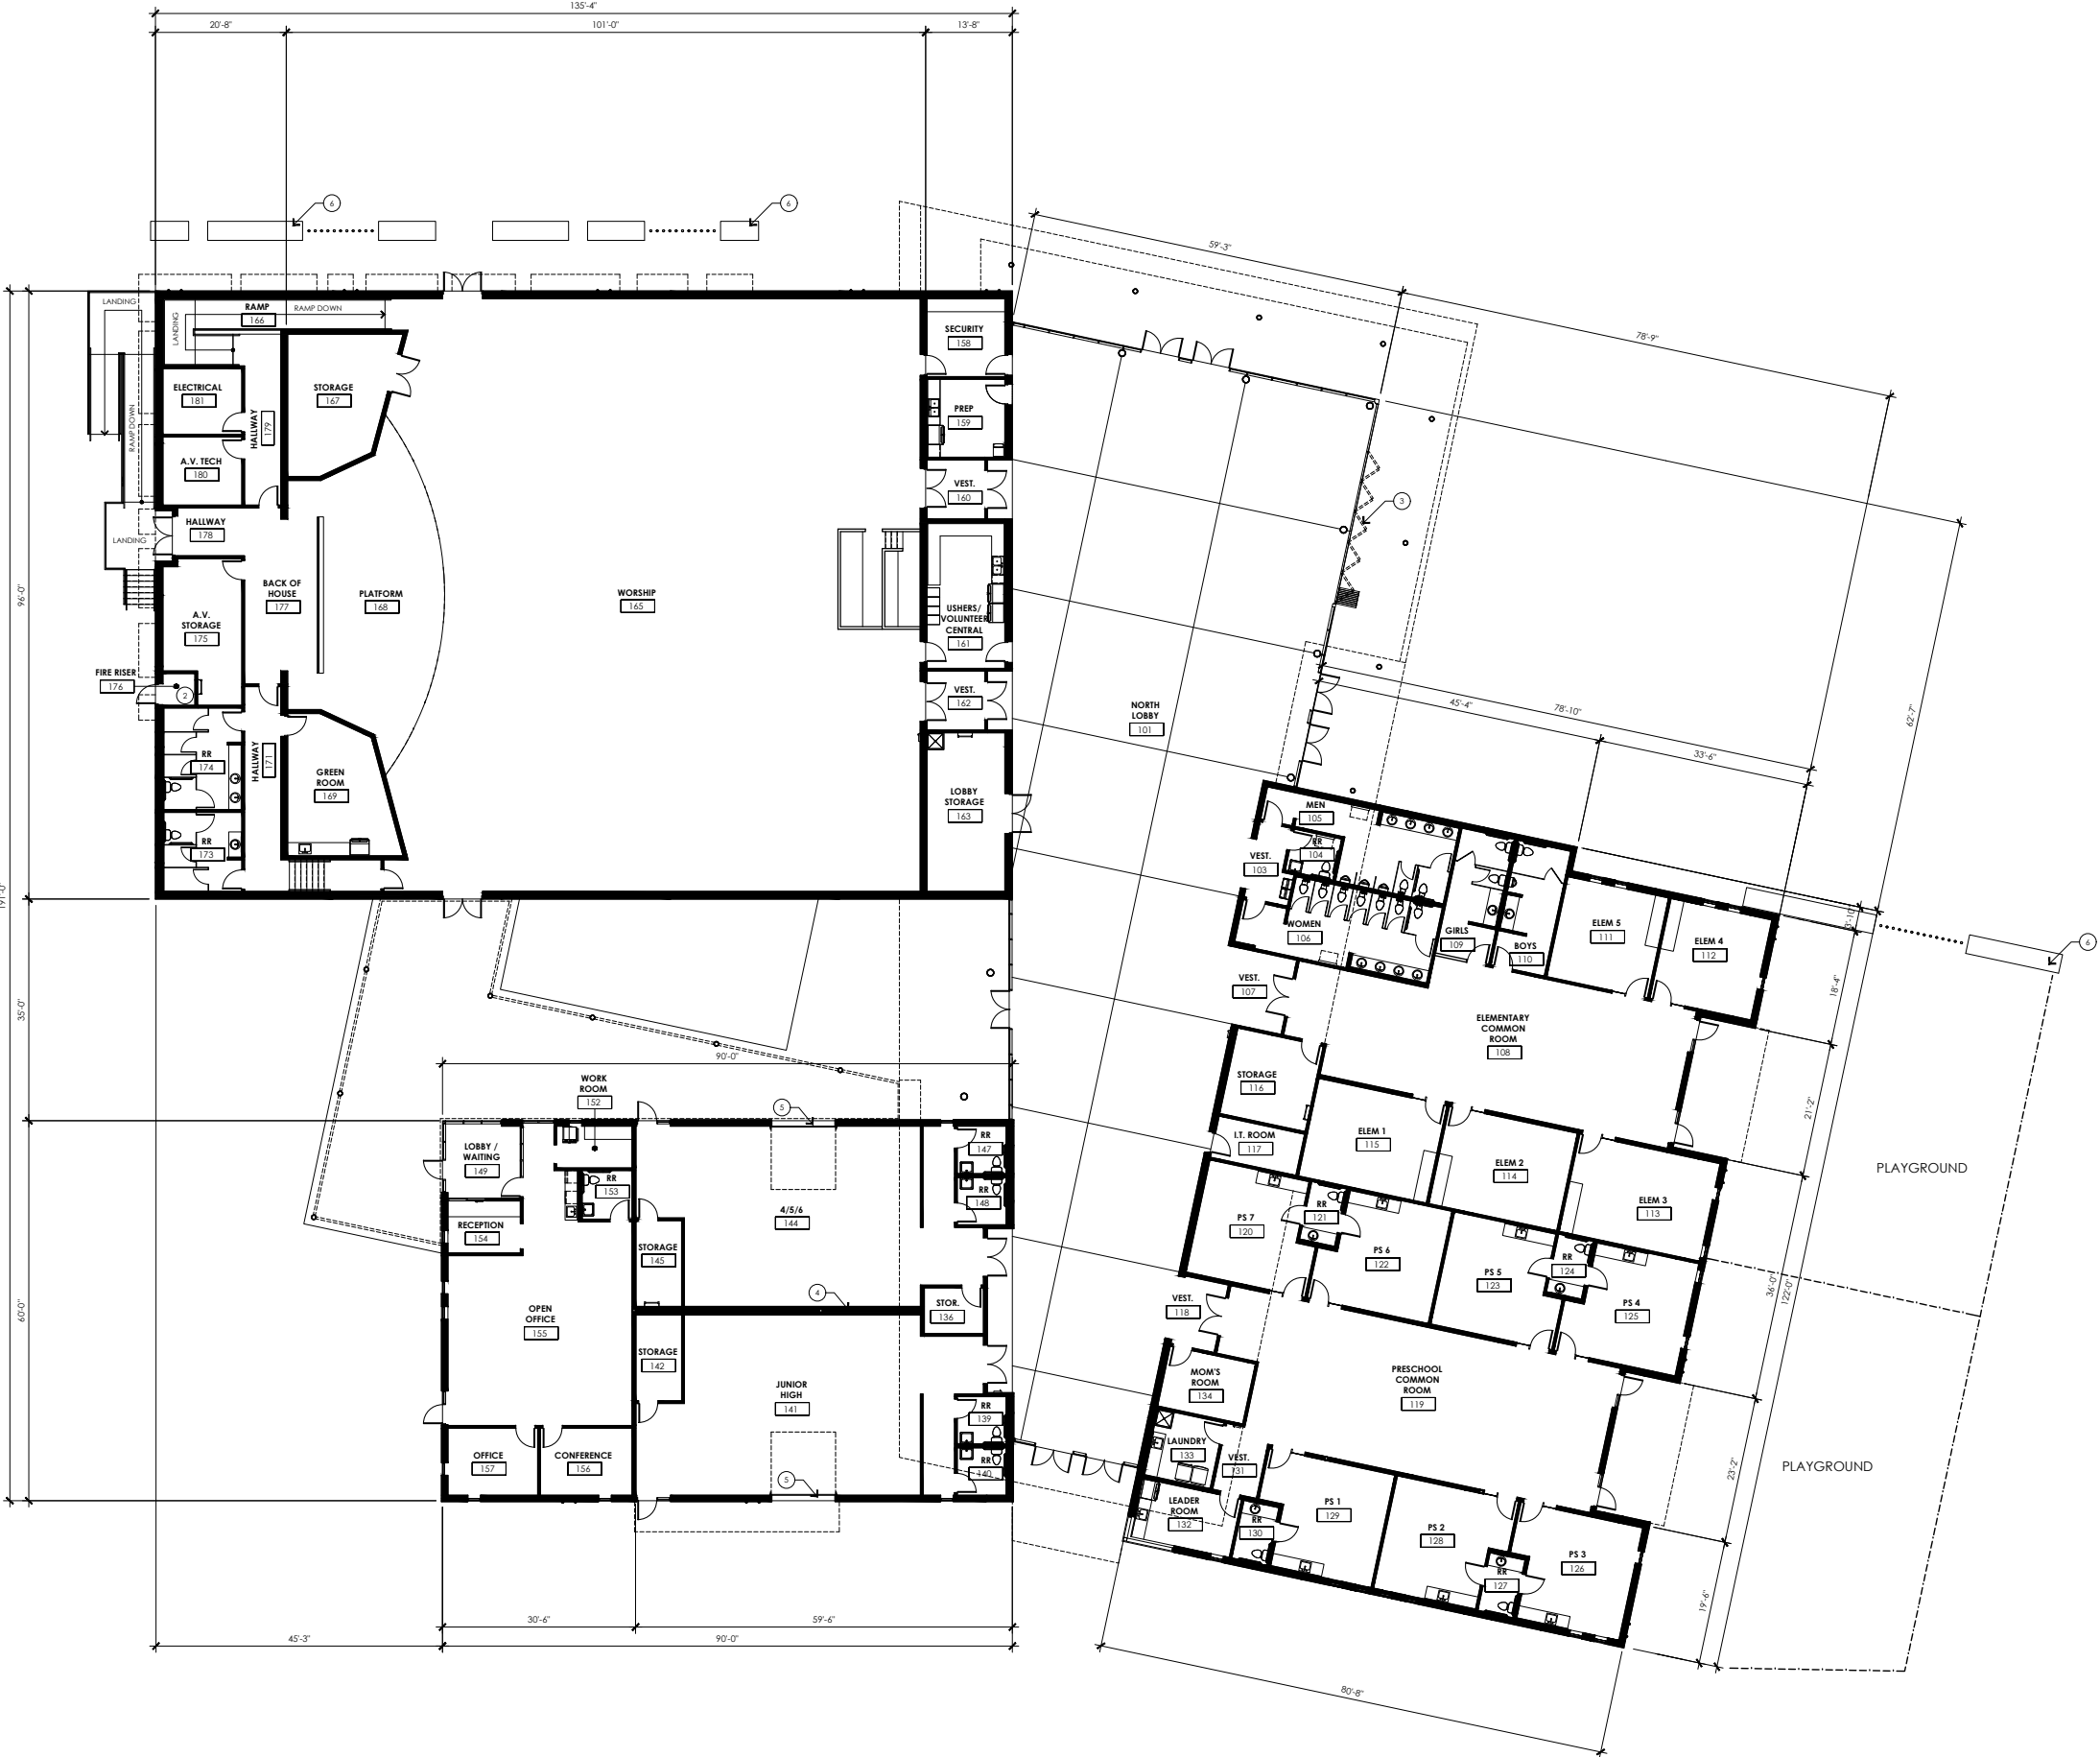 135'-4"
20'-8"
101'-0"
13'-8"
6
6
59'-3"
78'-9"
LANDING
RAMP
166
RAMP DOWN
LANDING
SECURITY
158
ELECTRICAL
181
STORAGE
167
RAMP DOWN
HALLWAY
179
PREP
159
A.V. TECH
180
VEST.
160
3
HALLWAY
178
LANDING
96'-0"
BACK OF
HOUSE
177
PLATFORM
168
WORSHIP
165
USHERS/
VOLUNTEER
CENTRAL
161
A.V.
STORAGE
175
FIRE RISER
176
2
VEST.
162
NORTH
LOBBY
101
45'-4"
78'-10"
62'-7"
33'-6"
RR
174
HALLWAY
171
GREEN
ROOM
169
LOBBY
STORAGE
163
MEN
105
RR
104
VEST.
103
RR
173
191'-0"
WOMEN
106
GIRLS
109
BOYS
110
ELEM 5
111
ELEM 4
112
6
VEST.
107
18'-4"
35'-0"
ELEMENTARY
COMMON
ROOM
108
90'-0"
WORK
ROOM
152
5
STORAGE
116
21'-2"
LOBBY /
WAITING
149
RR
147
I.T. ROOM
117
ELEM 1
115
ELEM 2
114
PLAYGROUND
RR
153
RR
148
ELEM 3
113
RECEPTION
154
4/5/6
144
PS 7
120
RR
121
STORAGE
145
PS 6
122
PS 5
123
RR
124
36'-0"
122'-0"
4
VEST.
118
STOR.
136
PS 4
125
OPEN
OFFICE
155
60'-0"
STORAGE
142
JUNIOR
HIGH
141
MOM'S
ROOM
134
PRESCHOOL
COMMON
ROOM
119
RR
139
LAUNDRY
133
OFFICE
157
CONFERENCE
156
RR
140
VEST.
131
PLAYGROUND
23'-2"
5
LEADER
ROOM
132
PS 1
129
RR
130
PS 2
128
PS 3
126
RR
127
19'-6"
30'-6"
59'-6"
45'-3"
90'-0"
80'-8"